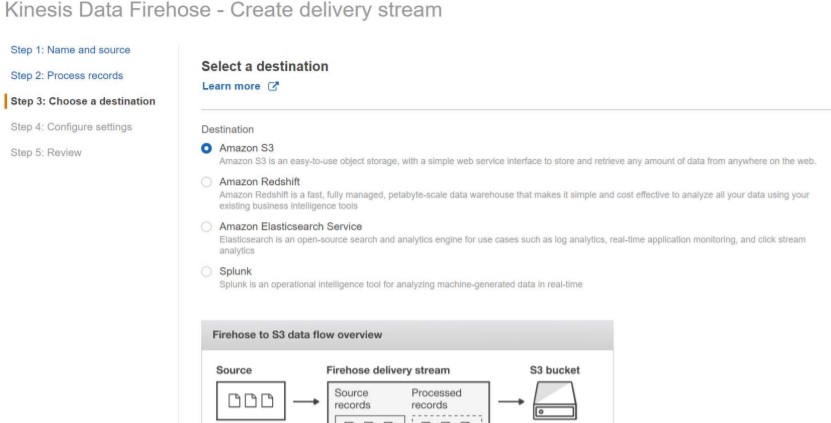 Kinesis Data Firehose - Create delivery stream
Step 1: Name and source
Step 2: Process records
Step 3: Choose a destination
Step 4: Configure settings
Step 5: Review
Select a destination
Learn more
Destination
Amazon S3
Amazon S3 is an easy-to-use object storage, with a simple web service interface to store and retrieve any amount of data from anywhere on the web.
Amazon Redshift
Amazon Redshift is a fast, fully managed, petabyte-scale data warehouse that makes it simple and cost effective to analyze all your data using your
existing business intelligence tools
Amazon Elasticsearch Service
Elasticsearch is an open-source search and analytics engine for use cases such as log analytics, real-time application monitoring, and click stream
analytics
Splunk
Splunk is an operational intelligence tool for analyzing machine-generated data in real-time
Firehose to S3 data flow overview
Source
Firehose delivery stream
S3 bucket
Source
records
Processed
records